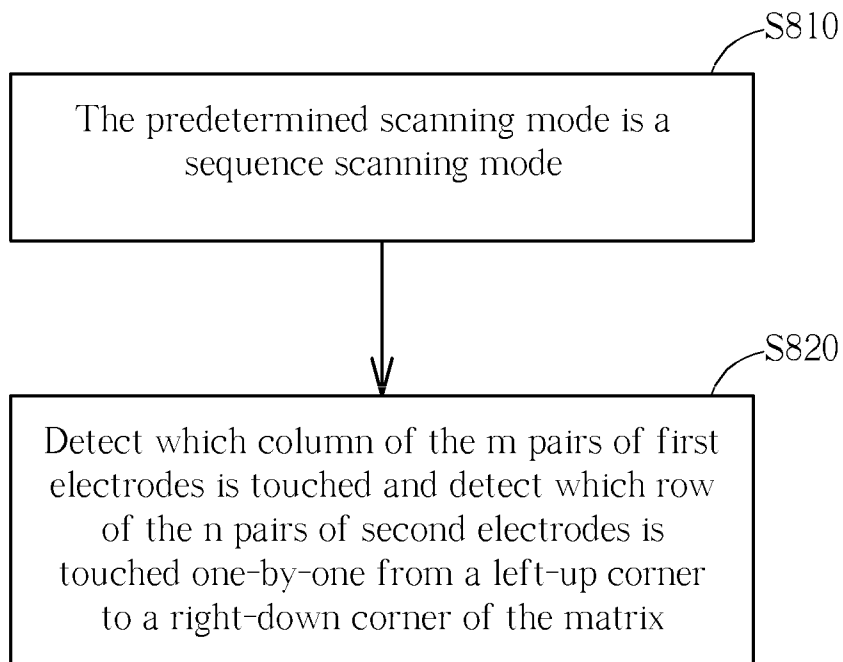 S810
The predetermined scanning mode is a
sequence scanning mode
S820
Detect which column of the m pairs of first
electrodes is touched and detect which row
of the n pairs of second electrodes is
touched one-by-one from a left-up corner
to a right-down corner of the matrix